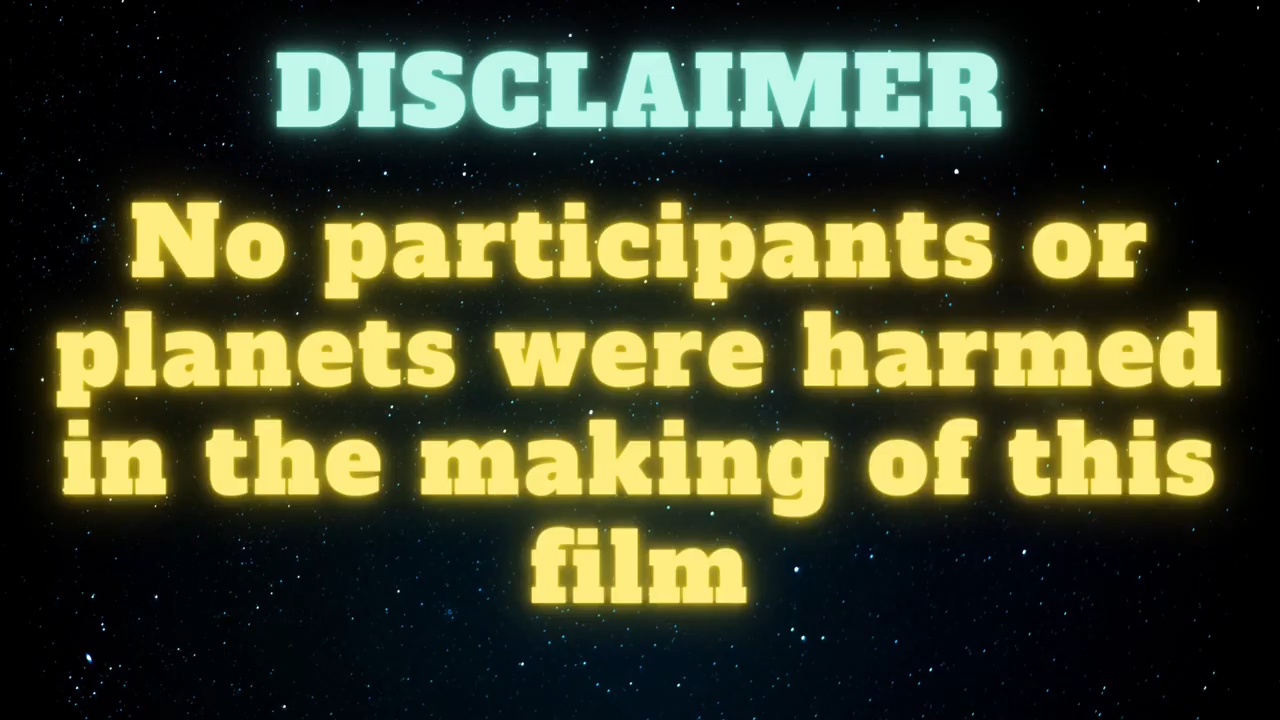 DISCLAIMER
No participants or
planets were harmed
in the making of this
film